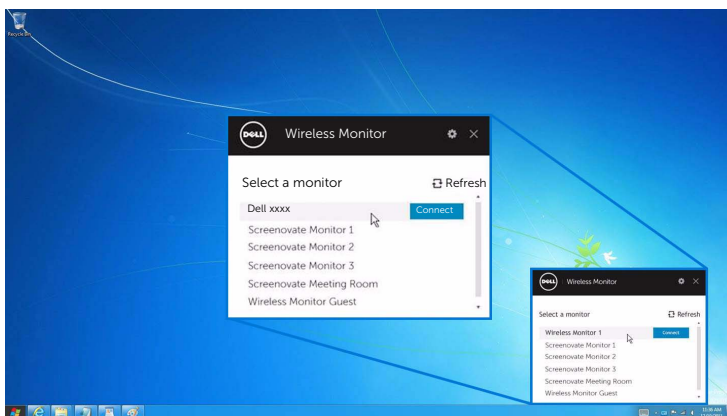 Recycle Bin
DELL
Wireless Monitor
Select a monitor
Refresh
Dell xxxx
Connect
Screenovate Monitor 1
Screenovate Monitor 2
Screenovate Monitor 3
Screenovate Meeting Room
Wireless Monitor Guest
DELL
Wireless Monitor
Select a monitor
Refresh
Wireless Monitor 1
Connect
Screenovate Monitor 1
Screenovate Monitor 2
Screenovate Monitor 3
Screenovate Meeting Room
Wireless Monitor Guest